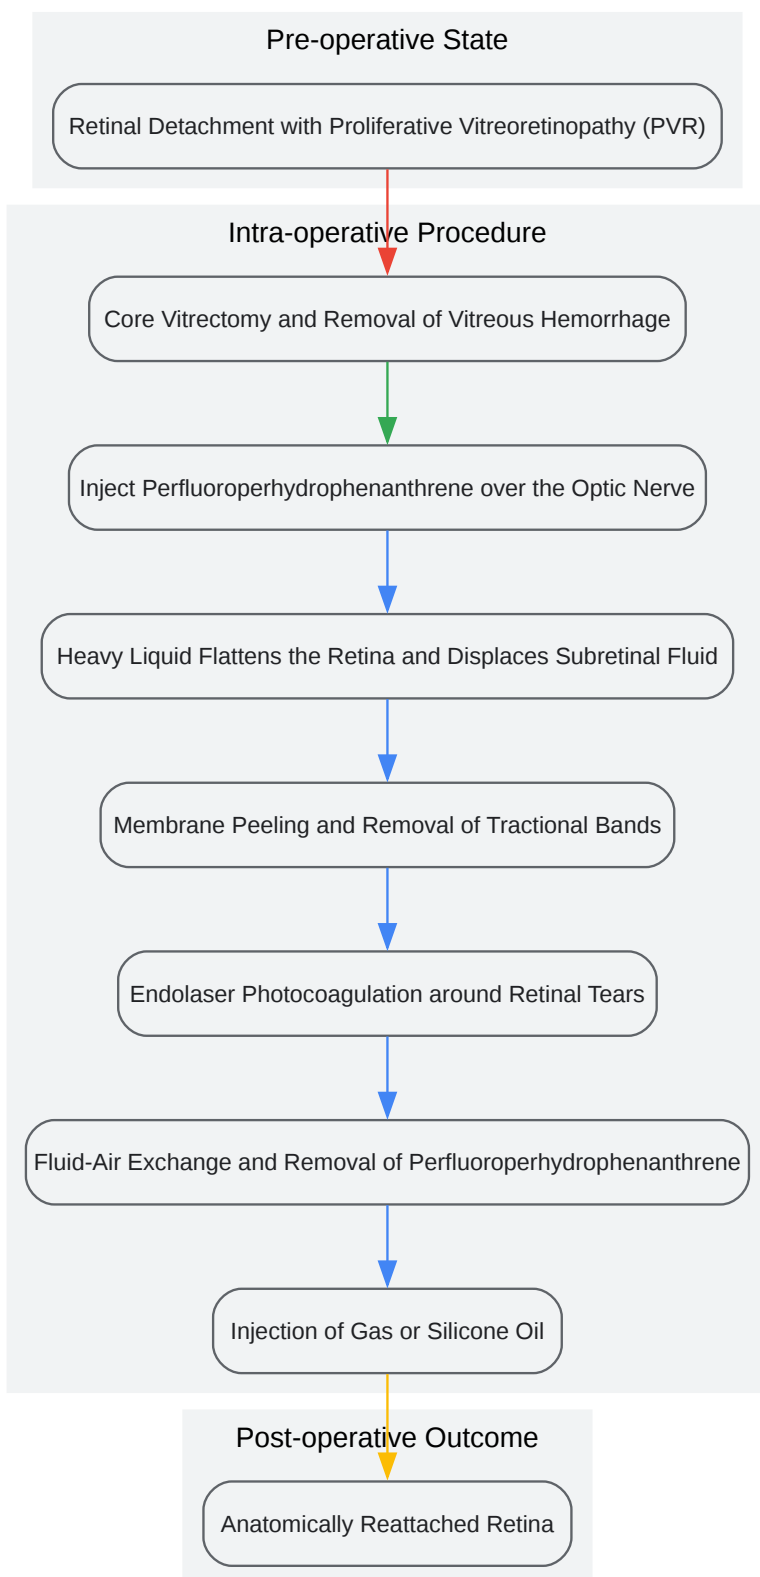 Pre-operative State
Retinal Detachment with Proliferative Vitreoretinopathy (PVR)
Intra-operative Procedure
Core Vitrectomy and Removal of Vitreous Hemorrhage
Inject Perfluoroperhydrophenanthrene over the Optic Nerve
Heavy Liquid Flattens the Retina and Displaces Subretinal Fluid
Membrane Peeling and Removal of Tractional Bands
Endolaser Photocoagulation around Retinal Tears
Fluid-Air Exchange and Removal of Perfluoroperhydrophenanthrene
Injection of Gas or Silicone Oil
Post-operative Outcome
Anatomically Reattached Retina